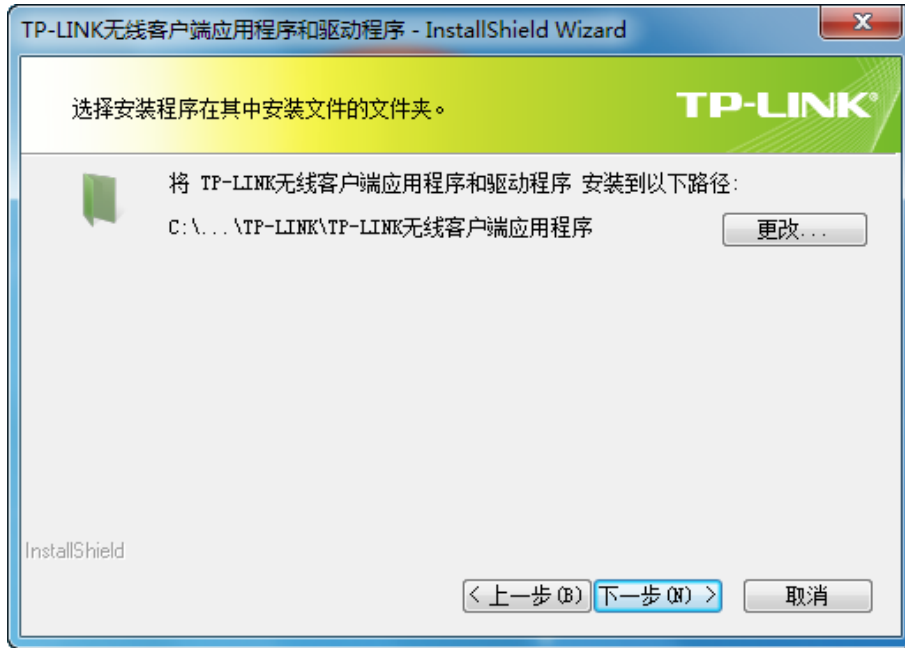 TP-LINK无线客户端应用程序和驱动程序 - InstallShield Wizard
选择安装程序在其中安装文件的文件夹。
TP-LINK®
将 TP-LINK无线客户端应用程序和驱动程序 安装到以下路径:
C:\...\TP-LINK\TP-LINK无线客户端应用程序
更改...
InstallShield
< 上一步(B) 下一步(N) > 取消